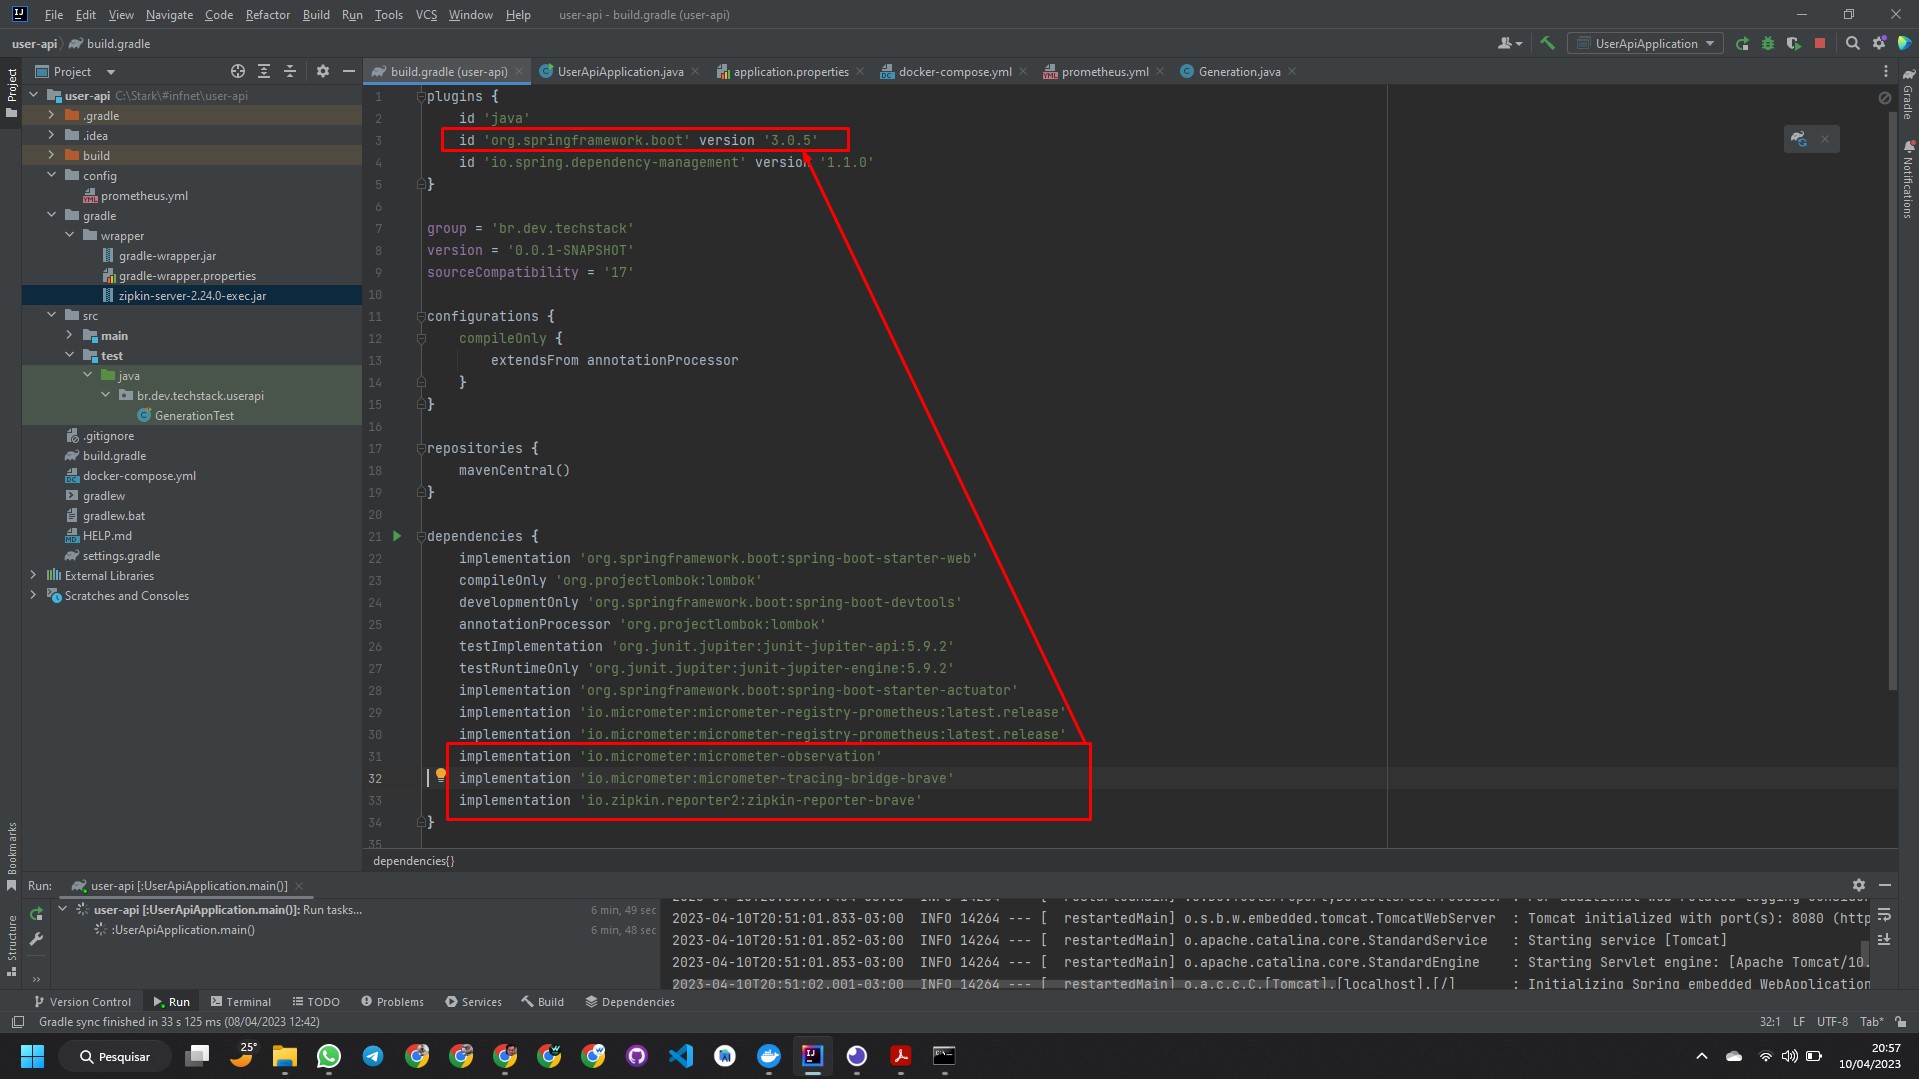 File Edit View Navigate Code Refactor Build Run Tools VCS Window Help user-api - build.gradle (user-api)
user-api build.gradle
UserApiApplication
Project
build.gradle (user-api) UserApiApplication.java application.properties docker-compose.yml prometheus.yml Generation.java
Project
user-api C:\Stark\#infnet\user-api
.gradle
.idea
build
config
prometheus.yml
gradle
wrapper
gradle-wrapper.jar
gradle-wrapper.properties
zipkin-server-2.24.0-exec.jar
src
main
test
java
br.dev.techstack.userapi
GenerationTest
.gitignore
build.gradle
docker-compose.yml
gradlew
gradlew.bat
HELP.md
settings.gradle
External Libraries
Scratches and Consoles
Bookmarks
Structure
1 plugins {
2 id 'java'
3 id 'org.springframework.boot' version '3.0.5'
4 id 'io.spring.dependency-management' version '1.1.0'
5 }
6
7 group = 'br.dev.techstack'
8 version = '0.0.1-SNAPSHOT'
9 sourceCompatibility = '17'
10
11 configurations {
12 compileOnly {
13 extendsFrom annotationProcessor
14 }
15 }
16
17 repositories {
18 mavenCentral()
19 }
20
21 dependencies {
22 implementation 'org.springframework.boot:spring-boot-starter-web'
23 compileOnly 'org.projectlombok:lombok'
24 developmentOnly 'org.springframework.boot:spring-boot-devtools'
25 annotationProcessor 'org.projectlombok:lombok'
26 testImplementation 'org.junit.jupiter:junit-jupiter-api:5.9.2'
27 testRuntimeOnly 'org.junit.jupiter:junit-jupiter-engine:5.9.2'
28 implementation 'org.springframework.boot:spring-boot-starter-actuator'
29 implementation 'io.micrometer:micrometer-registry-prometheus:latest.release'
30 implementation 'io.micrometer:micrometer-registry-prometheus:latest.release'
31 implementation 'io.micrometer:micrometer-observation'
32 implementation 'io.micrometer:micrometer-tracing-bridge-brave'
33 implementation 'io.zipkin.reporter2:zipkin-reporter-brave'
34 }
35
dependencies{}
Gradle
Notifications
Run: user-api [:UserApiApplication.main()]
user-api [:UserApiApplication.main()]: Run tasks... 6 min, 49 sec
:UserApiApplication.main() 6 min, 48 sec
2023-04-10T20:51:01.833-03:00 INFO 14264 --- [ restartedMain] o.s.b.w.embedded.tomcat.TomcatWebServer : Tomcat initialized with port(s): 8080 (http
2023-04-10T20:51:01.852-03:00 INFO 14264 --- [ restartedMain] o.apache.catalina.core.StandardService : Starting service [Tomcat]
2023-04-10T20:51:01.853-03:00 INFO 14264 --- [ restartedMain] o.apache.catalina.core.StandardEngine : Starting Servlet engine: [Apache Tomcat/10.
2023-04-10T20:51:02.001-03:00 INFO 14264 --- [ restartedMain] o.a.c.c.C.[Tomcat].[localhost].[/] : Initializing Spring embedded WebApplication
Version Control Run Terminal TODO Problems Services Build Dependencies
Gradle sync finished in 33 s 125 ms (08/04/2023 12:42) 32:1 LF UTF-8 Tab*
Pesquisar 25° 20:57
10/04/2023